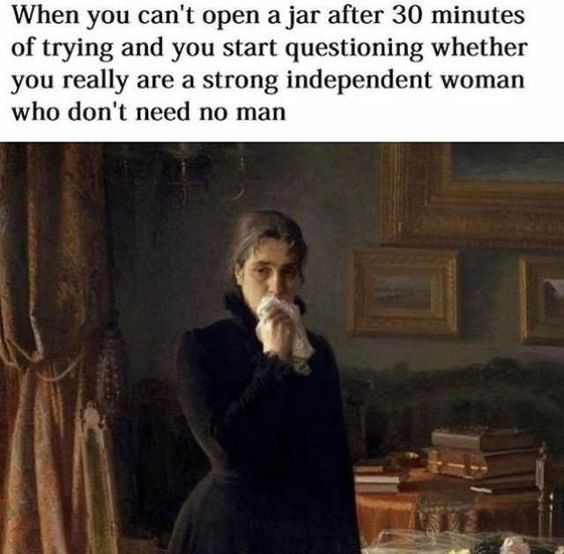 When you can't open a jar after 30 minutes
of trying and you start questioning whether
you really are a strong independent woman
who don't need no man